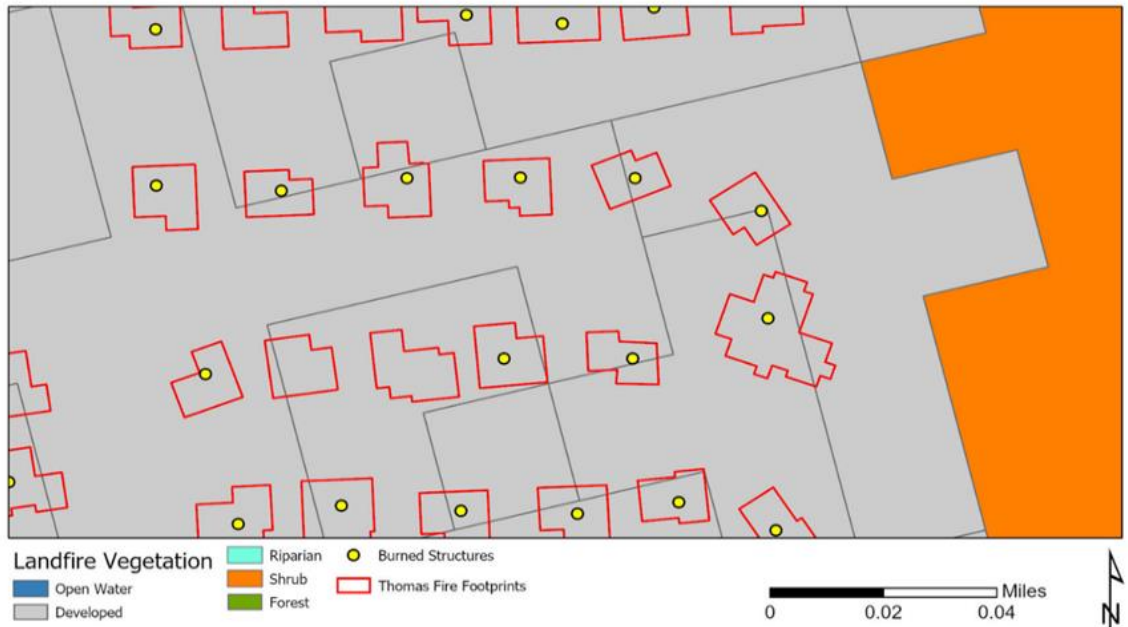 Landfire Vegetation
Open Water
Developed
Riparian
Shrub
Forest
Burned Structures
Thomas Fire Footprints
Miles
0 0.02 0.04
N